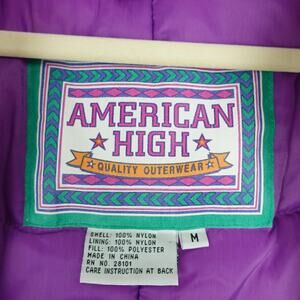 AMERICAN
HIGH
QUALITY OUTERWEAR
M
SHELL: 100% NYLON
LINING: 100% NYLON
FILL: 100% POLYESTER
MADE IN CHINA
RN NO. 28101
CARE INSTRUCTION AT BACK